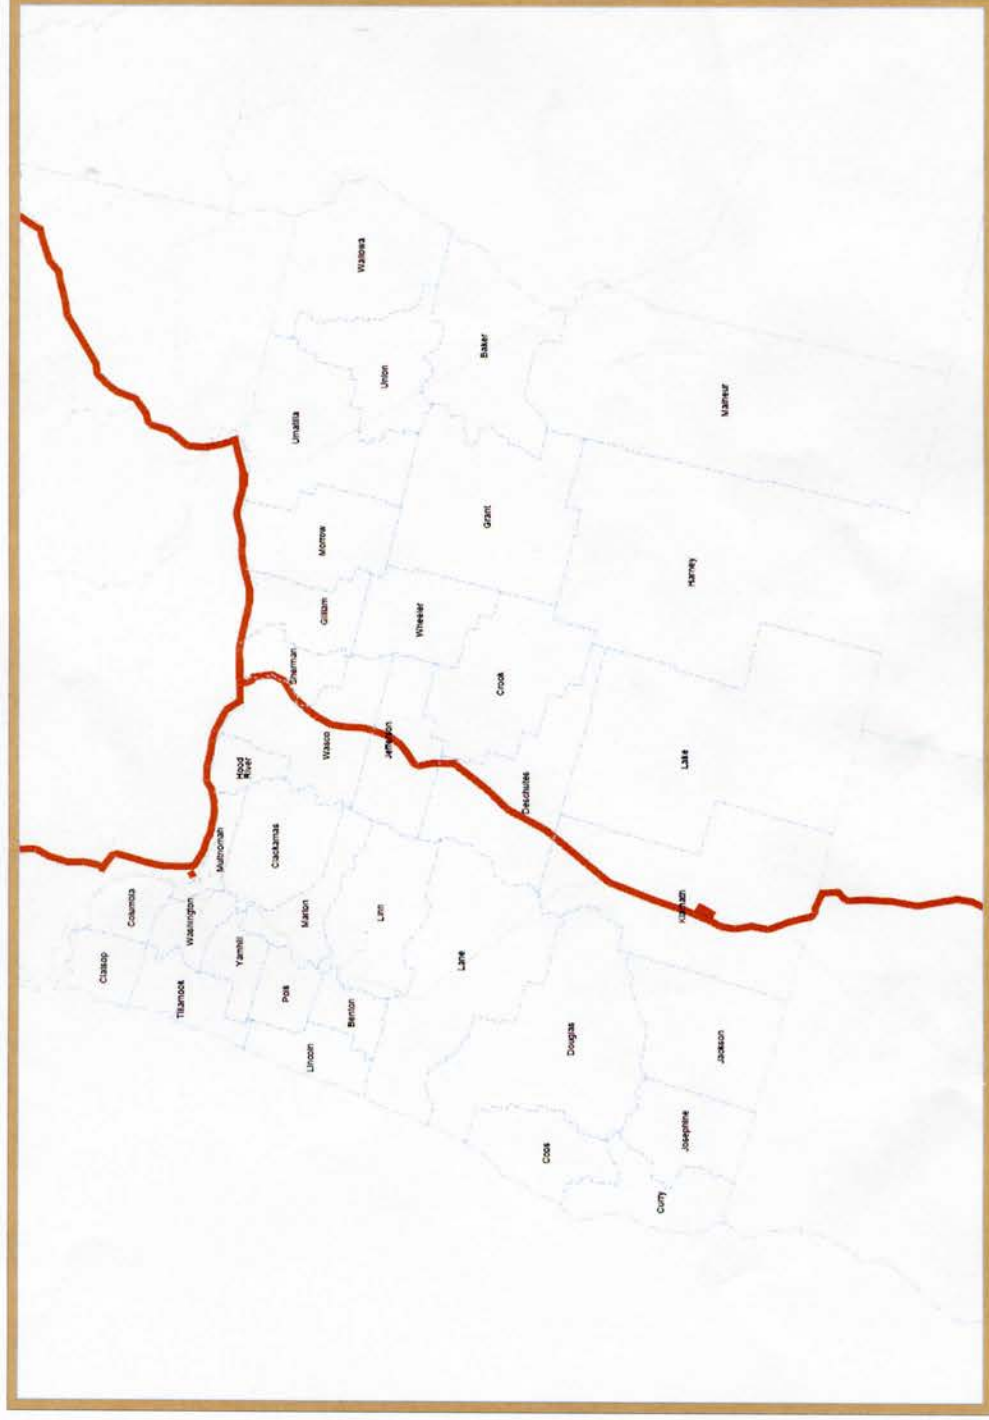 Clatsop
Columbia
Tillamook
Washington
Multnomah
Hood
River
Yamhill
Clackamas
Polk
Marion
Lincoln
Benton
Linn
Lane
Wasco
Sherman
Gilliam
Morrow
Umatilla
Union
Wallowa
Jefferson
Wheeler
Grant
Baker
Crook
Deschutes
Coos
Douglas
Curry
Josephine
Jackson
Klamath
Lake
Harney
Malheur